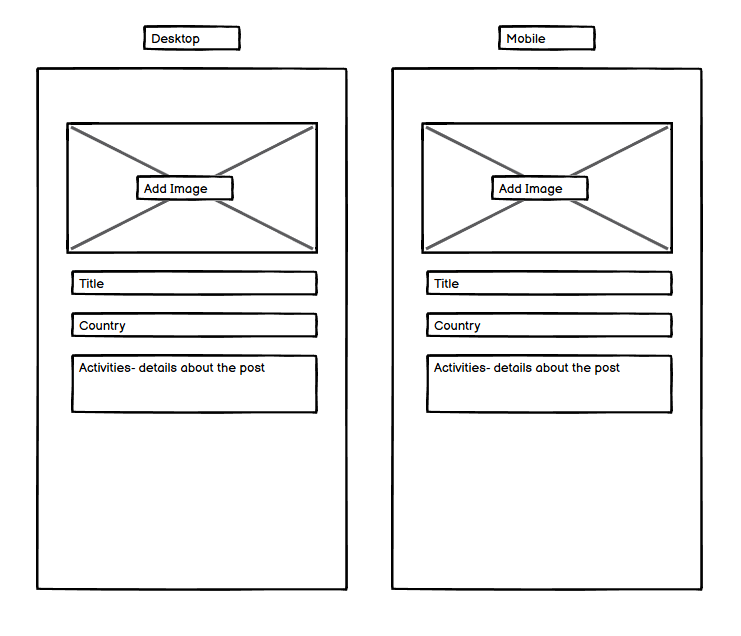 Desktop
Add Image
Title
Country
Activities- details about the post
Mobile
Add Image
Title
Country
Activities- details about the post